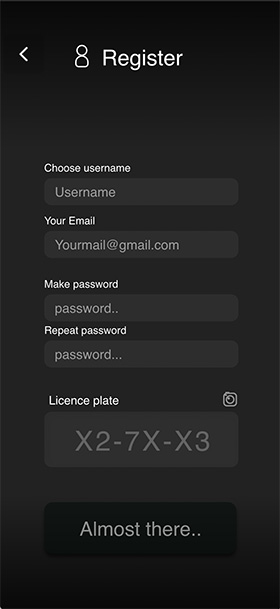 Register
Choose username
Username
Your Email
Yourmail@gmail.com
Make password
password..
Repeat password
password...
Licence plate
X2-7X-X3
Almost there..